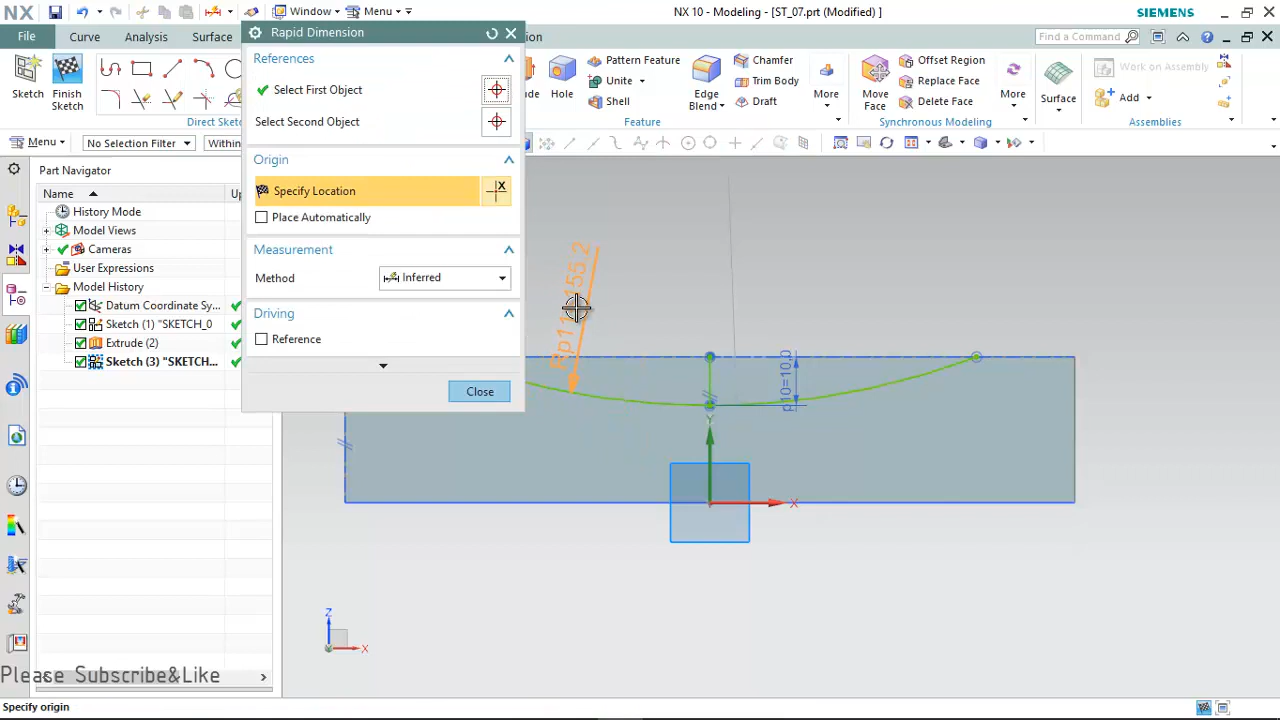 NX
Window
Menu
NX 10 - Modeling - [ST_07.prt (Modified) ]
SIEMENS
File
Curve
Analysis
Surface
Find a Command
Rapid Dimension
References
Select First Object
Select Second Object
Origin
Specify Location
Place Automatically
Measurement
Method
Inferred
Driving
Reference
Close
Sketch
Finish
Sketch
Direct Sketch
Hole
Pattern Feature
Unite
Shell
Edge
Blend
Chamfer
Trim Body
Draft
More
Feature
Move
Face
Offset Region
Replace Face
Delete Face
More
Synchronous Modeling
Surface
Work on Assembly
Add
Assemblies
Menu
No Selection Filter
Within
Part Navigator
Name
U
History Mode
Model Views
Cameras
User Expressions
Model History
Datum Coordinate Sy...
Sketch (1) "SKETCH_0
Extrude (2)
Sketch (3) "SKETCH...
p10=10,0
Y
X
Z
X
Please Subscribe&Like
Specify origin